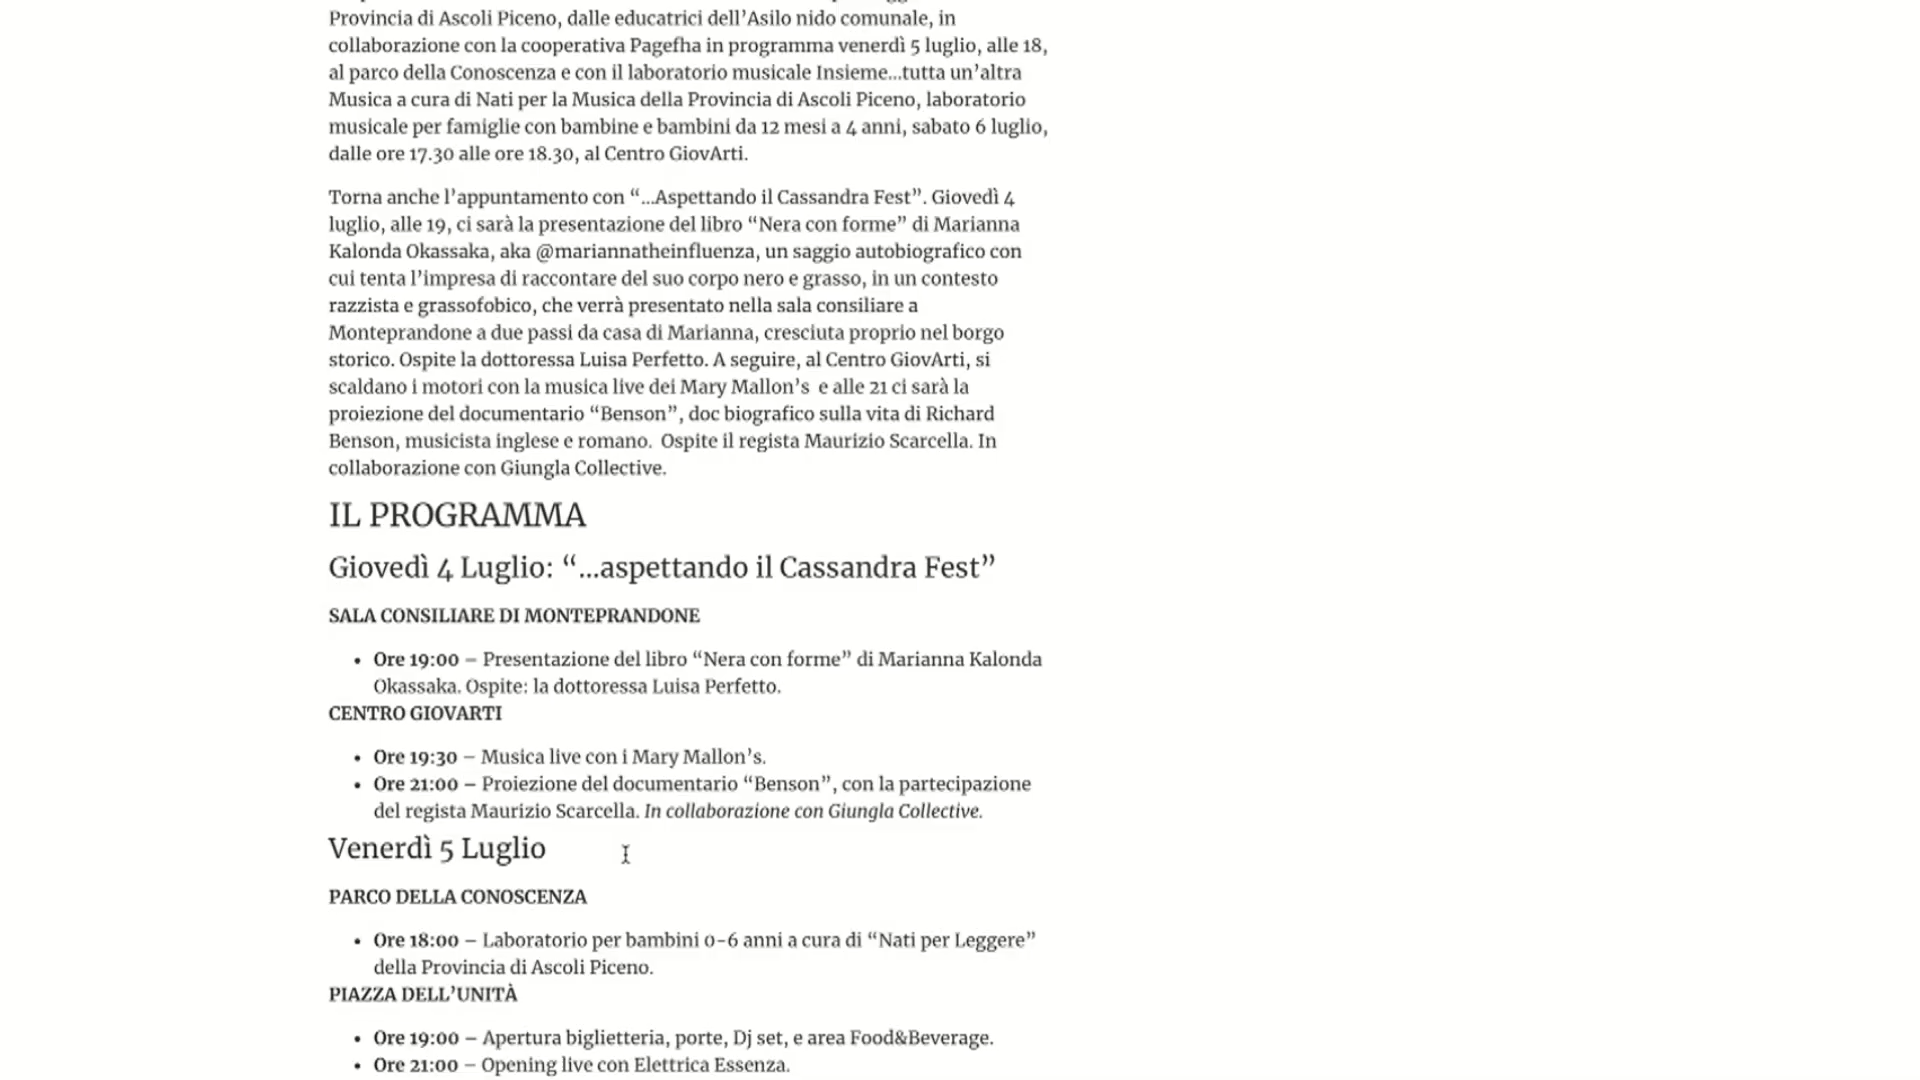 Provincia di Ascoli Piceno, dalle educatrici dell’Asilo nido comunale, in
collaborazione con la cooperativa Pagefha in programma venerdì 5 luglio, alle 18,
al parco della Conoscenza e con il laboratorio musicale Insieme…tutta un’altra
Musica a cura di Nati per la Musica della Provincia di Ascoli Piceno, laboratorio
musicale per famiglie con bambine e bambini da 12 mesi a 4 anni, sabato 6 luglio,
dalle ore 17.30 alle ore 18.30, al Centro GiovArti.
Torna anche l’appuntamento con “…Aspettando il Cassandra Fest”. Giovedì 4
luglio, alle 19, ci sarà la presentazione del libro “Nera con forme” di Marianna
Kalonda Okassaka, aka @mariannatheinfluenza, un saggio autobiografico con
cui tenta l’impresa di raccontare del suo corpo nero e grasso, in un contesto
razzista e grassofobico, che verrà presentato nella sala consiliare a
Monteprandone a due passi da casa di Marianna, cresciuta proprio nel borgo
storico. Ospite la dottoressa Luisa Perfetto. A seguire, al Centro GiovArti, si
scaldano i motori con la musica live dei Mary Mallon’s  e alle 21 ci sarà la
proiezione del documentario “Benson”, doc biografico sulla vita di Richard
Benson, musicista inglese e romano.  Ospite il regista Maurizio Scarcella. In
collaborazione con Giungla Collective.
IL PROGRAMMA
Giovedì 4 Luglio: “…aspettando il Cassandra Fest”
SALA CONSILIARE DI MONTEPRANDONE
• Ore 19:00 – Presentazione del libro “Nera con forme” di Marianna Kalonda
Okassaka. Ospite: la dottoressa Luisa Perfetto.
CENTRO GIOVARTI
• Ore 19:30 – Musica live con i Mary Mallon’s.
• Ore 21:00 – Proiezione del documentario “Benson”, con la partecipazione
del regista Maurizio Scarcella. In collaborazione con Giungla Collective.
Venerdì 5 Luglio
PARCO DELLA CONOSCENZA
• Ore 18:00 – Laboratorio per bambini 0-6 anni a cura di “Nati per Leggere”
della Provincia di Ascoli Piceno.
PIAZZA DELL’UNITÀ
• Ore 19:00 – Apertura biglietteria, porte, Dj set, e area Food&Beverage.
• Ore 21:00 – Opening live con Elettrica Essenza.